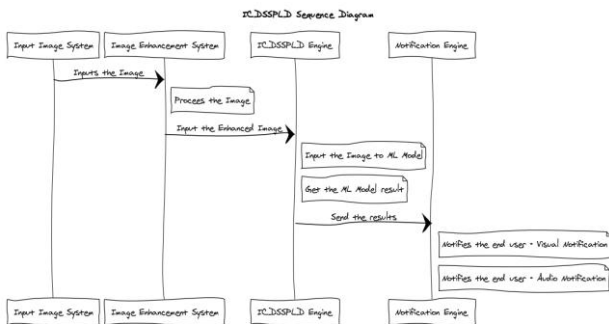 ICDSSPLD Sequence Diagram
Input Image System
Image Enhancement System
ICDSSPLD Engine
Notification Engine
Inputs the Image
Procees the Image
Input the Enhanced Image
Input the Image to ML Model
Get the ML Model result
Send the results
Notifies the end user - Visual Notification
Notifies the end user - Audio Notification
Input Image System
Image Enhancement System
ICDSSPLD Engine
Notification Engine